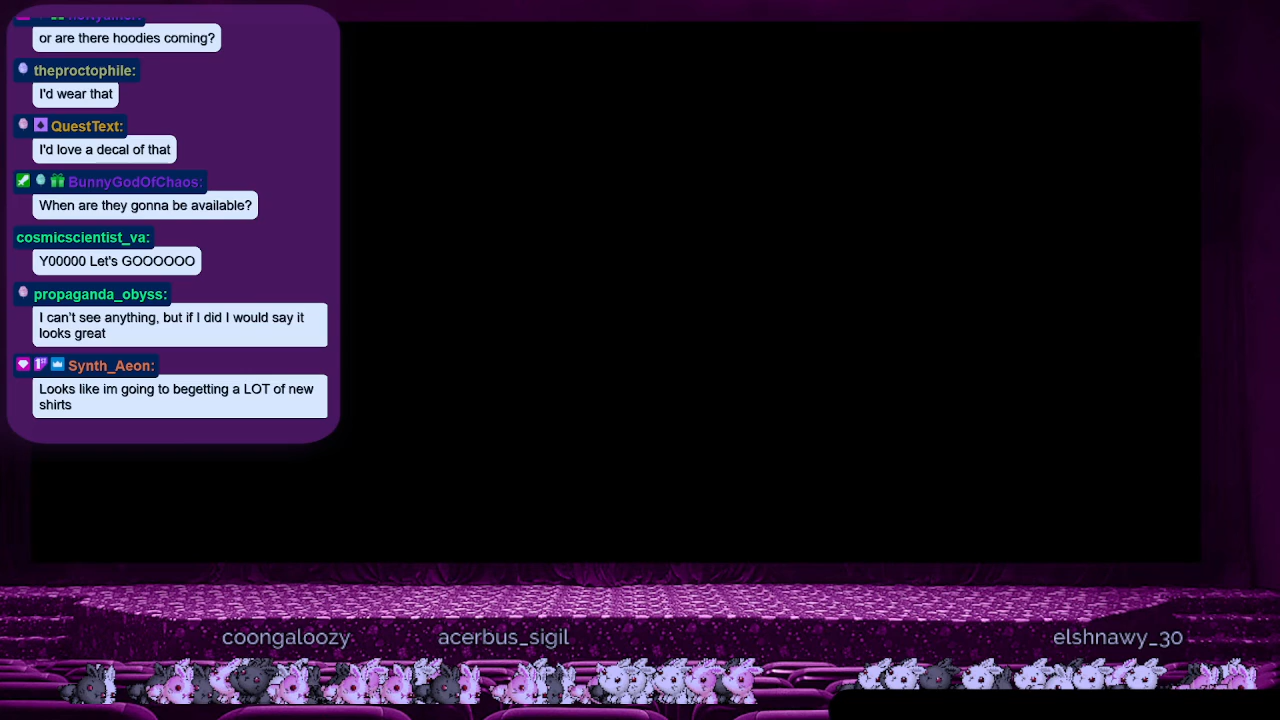 or are there hoodies coming?
theproctophile:
I'd wear that
QuestText:
I'd love a decal of that
BunnyGodOfChaos:
When are they gonna be available?
cosmicscientist_va:
Y00000 Let's GOOOOOO
propaganda_obyss:
I can't see anything, but if I did I would say it
looks great
Synth_Aeon:
Looks like im going to begetting a LOT of new
shirts
coongaloozy
acerbus_sigil
elshnawy_30